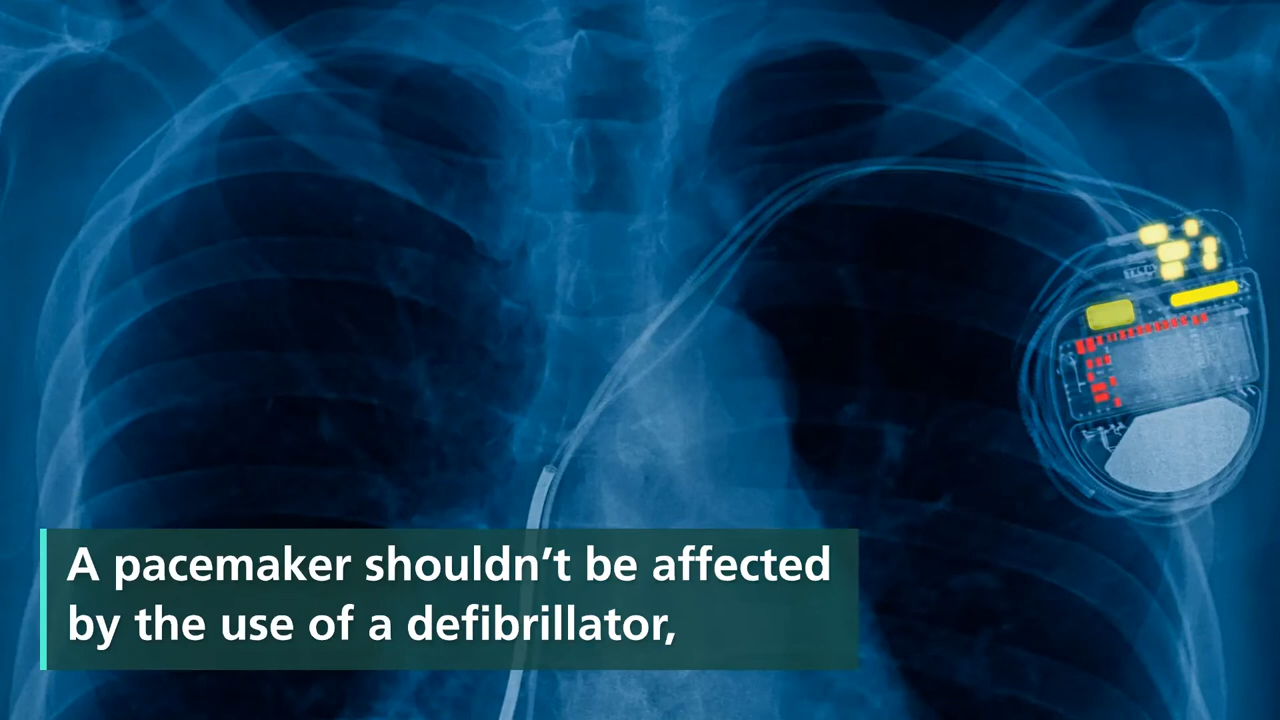 A pacemaker shouldn’t be affected
by the use of a defibrillator,